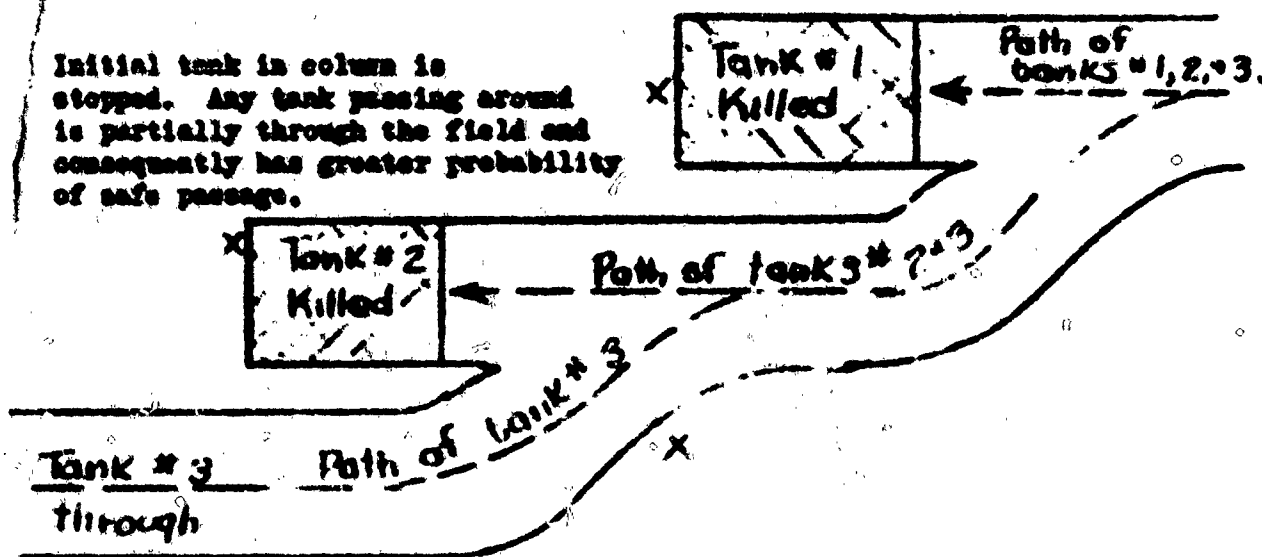 Initial tank in column is
stopped. Any tank passing around
is partially through the field and
consequently has greater probability
of safe passage.
Tank #1
Killed
Path of
tanks #1,2,+3.
X
X
Tank #2
Killed
Path of tanks # 2+3
Path of tank # 3
X
Tank # 3
through